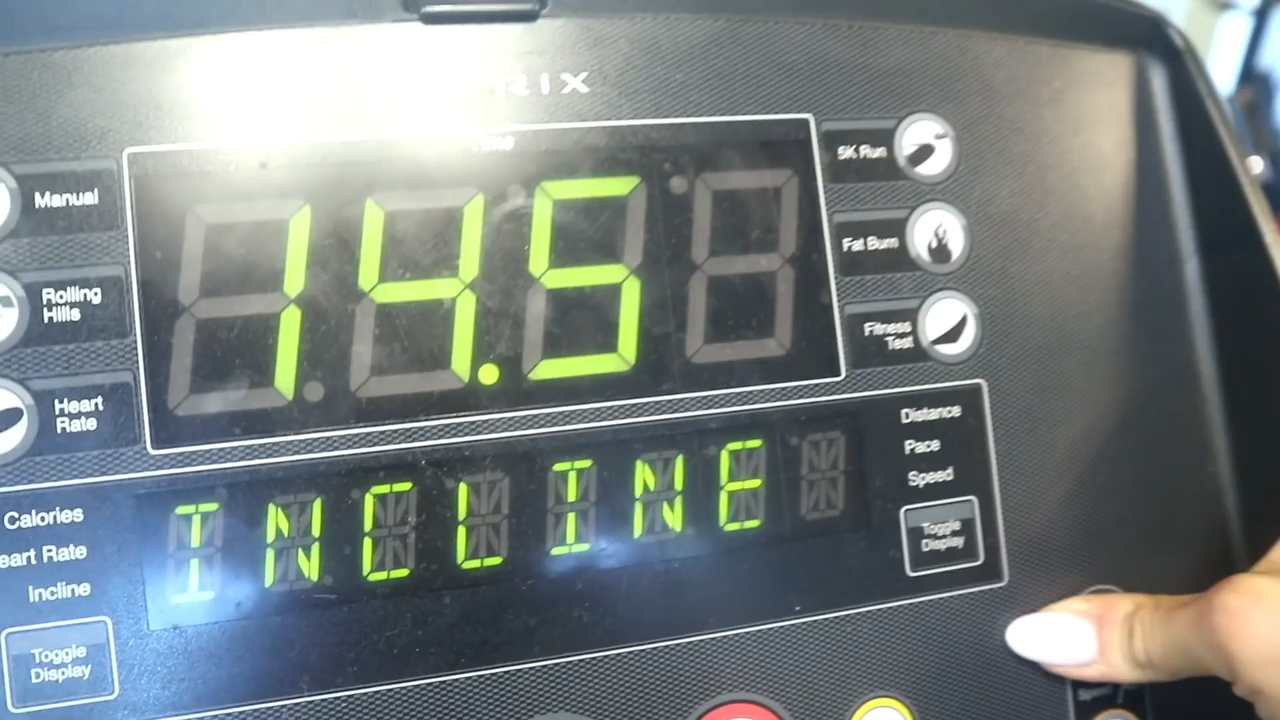 RIX
14.5
INCLINE
Manual
Rolling
Hills
Heart
Rate
5K Run
Fat Burn
Fitness
Test
Calories
eart Rate
Incline
Toggle
Display
Distance
Pace
Speed
Toggle
Display